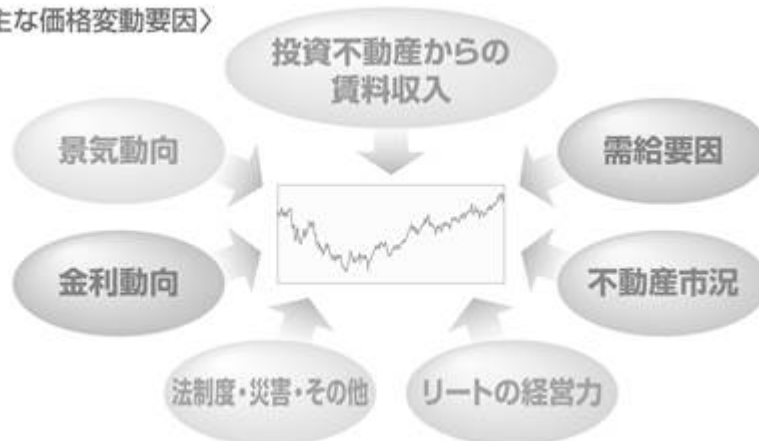 主な価格変動要因〉
投資不動産からの
賃料収入
景気動向
需給要因
金利動向
不動産市況
法制度・災害・その他
リートの経営力